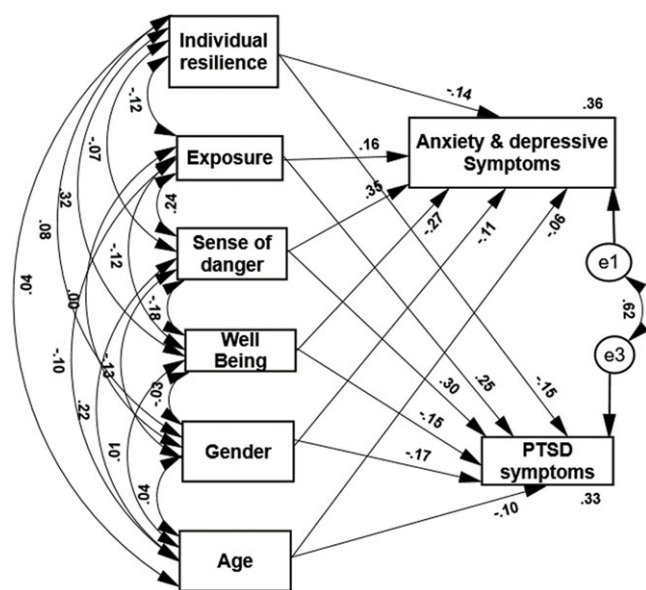 Individual
resilience
Exposure
Sense of
danger
Well
Being
Gender
Age
Anxiety & depressive
Symptoms
PTSD
symptoms
e1
e3
.36
.33
.62
-.14
.16
.35
-.27
-.11
-.06
-.15
.25
.30
-.15
-.17
-.10
-.12
-.07
.32
.08
.04
.24
-.12
.00
-.10
-.18
-.13
.22
-.03
.01
.04